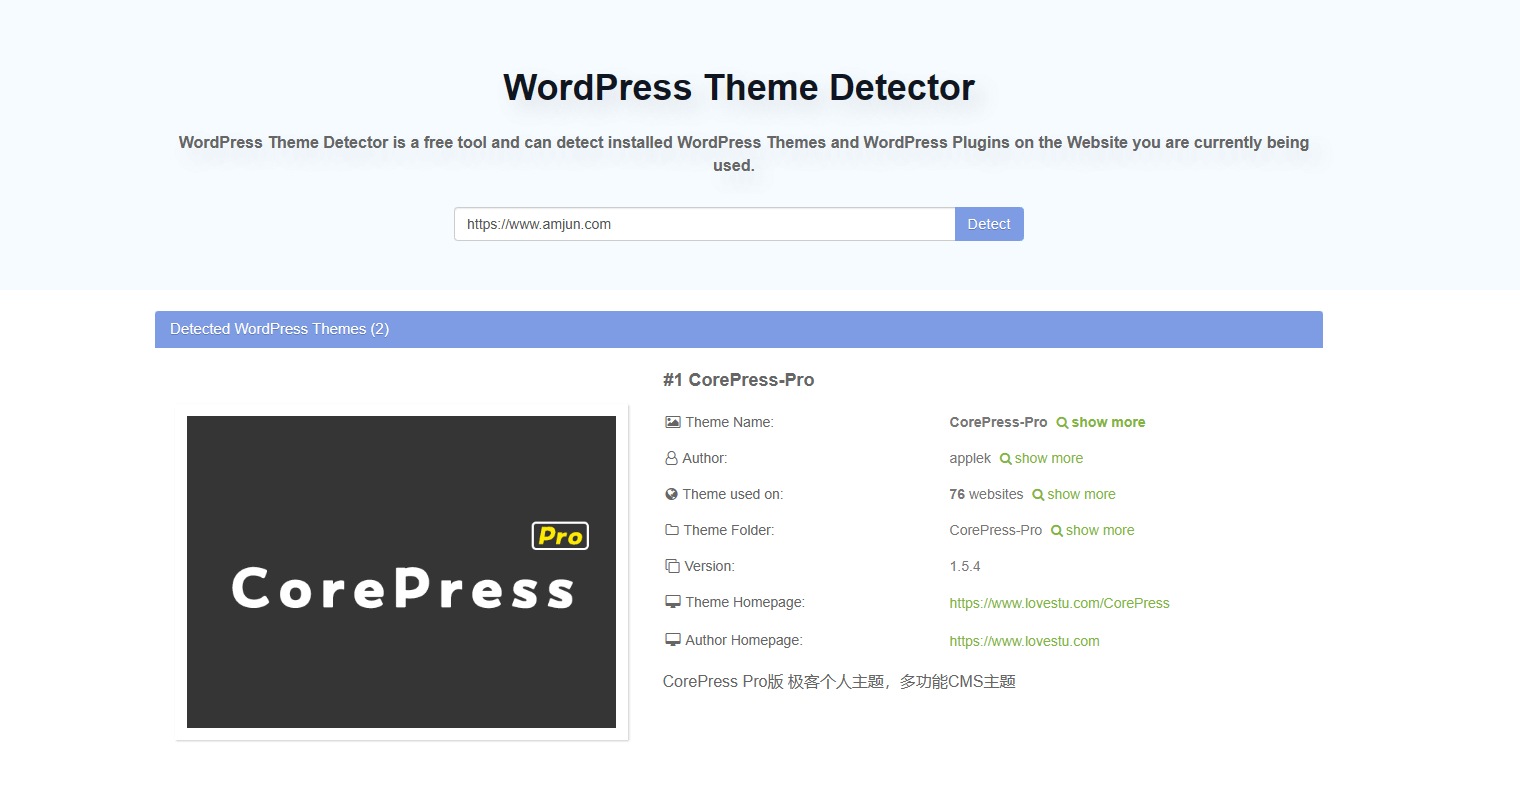 WordPress Theme Detector
WordPress Theme Detector is a free tool and can detect installed WordPress Themes and WordPress Plugins on the Website you are currently being
used.
https://www.amjun.com Detect
Detected WordPress Themes (2)
#1 CorePress-Pro
Theme Name: CorePress-Pro show more
Author: applek show more
Theme used on: 76 websites show more
Theme Folder: CorePress-Pro show more
Version: 1.5.4
Theme Homepage: https://www.lovestu.com/CorePress
Author Homepage: https://www.lovestu.com
CorePress Pro版 极客个人主题，多功能CMS主题
Pro
CorePress